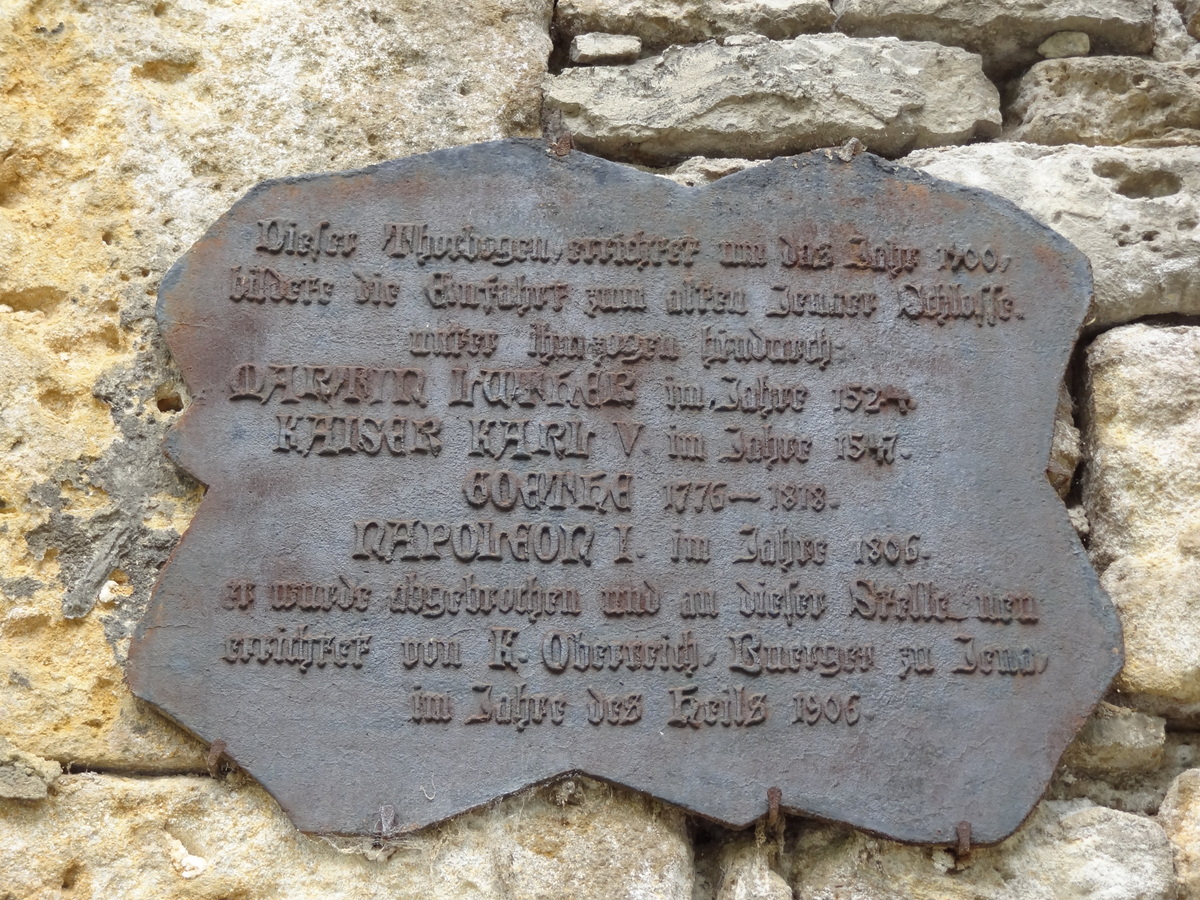 Dieser Thorbogen, errichtet um das Jahr 1400,
bildete die Einfahrt zum alten Jenaer Schlosse.
unter ihm zogen hindurch:
MARTIN LUTHER im Jahre 1524.
KAISER KARL V. im Jahre 1547.
GOETHE 1776–1818.
NAPOLEON I. im Jahre 1806.
er wurde abgebrochen und an dieser Stelle neu
errichtet von K. Oberreich, Buerger zu Jena,
im Jahre des Heils 1906.